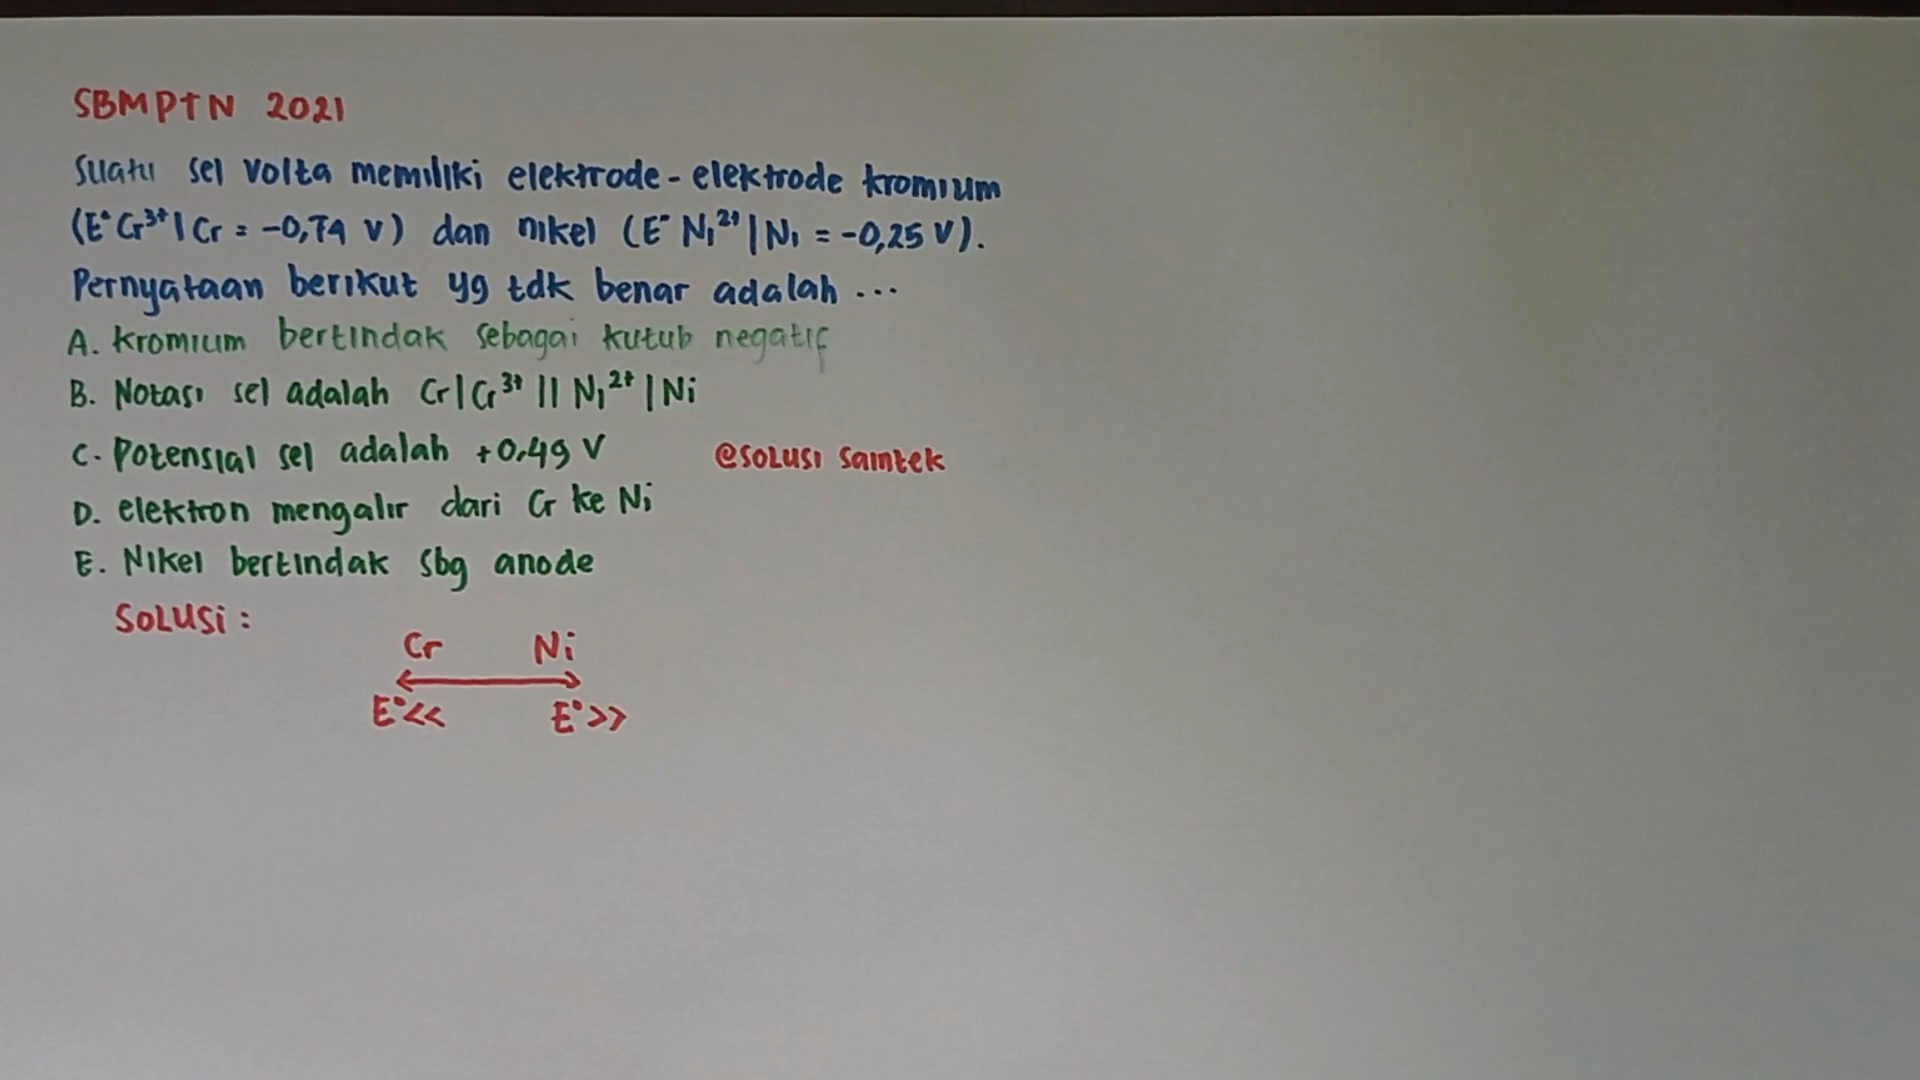 SBMPTN 2021
Suatu sel volta memiliki elektrode-elektrode kromium
(E°Cr³⁺|Cr = -0,74 V) dan nikel (E° Ni²⁺|Ni = -0,25 V).
Pernyataan berikut yg tdk benar adalah ...
A. kromium bertindak sebagai kutub negatif
B. Notasi sel adalah Cr|Cr³⁺ || Ni²⁺ | Ni
C. Potensial sel adalah +0,49 V
@SOLUSI Saintek
D. elektron mengalir dari Cr ke Ni
E. Nikel bertindak sbg anode
SOLUSi :
Cr Ni
E°<< E°>>